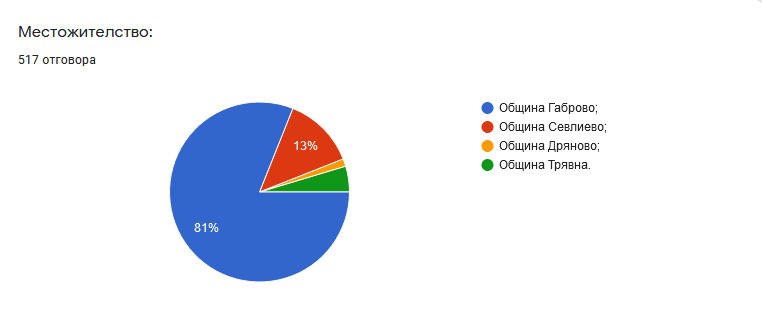 Местожителство:
517 отговора
13%
81%
Община Габрово;
Община Севлиево;
Община Дряново;
Община Трявна.